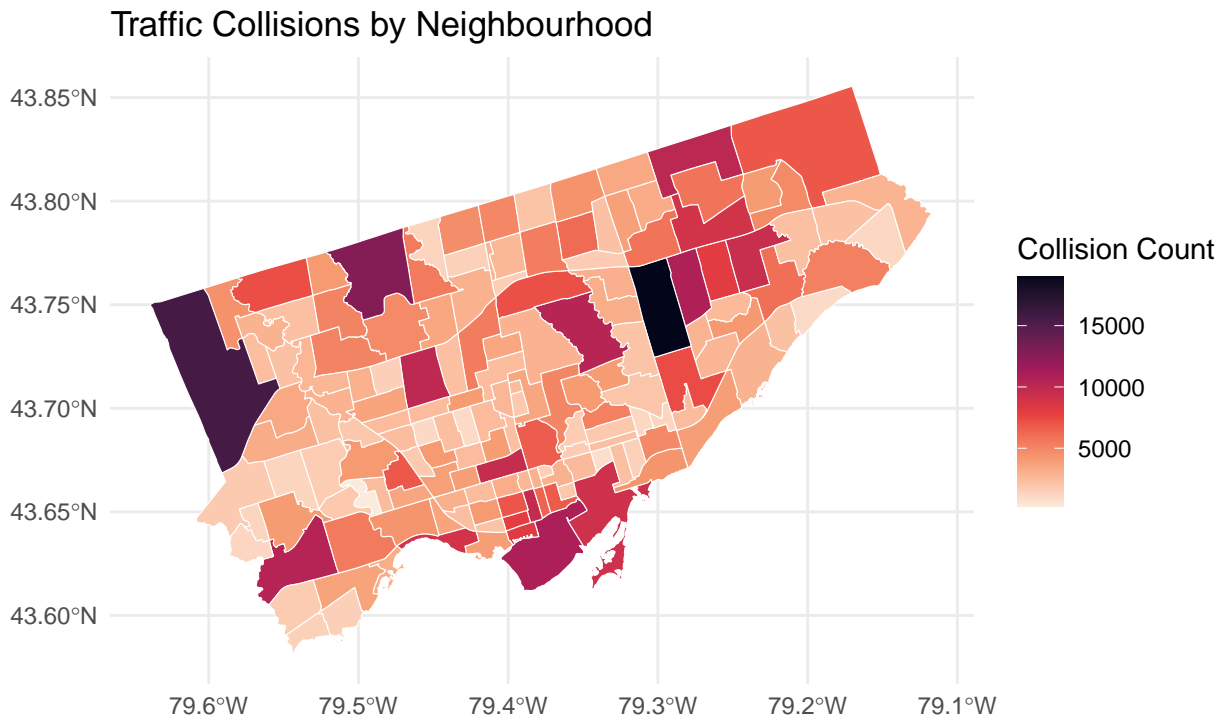 Traffic Collisions by Neighbourhood
43.85°N
43.80°N
43.75°N
43.70°N
43.65°N
43.60°N
79.6°W 79.5°W 79.4°W 79.3°W 79.2°W 79.1°W
Collision Count
15000
10000
5000